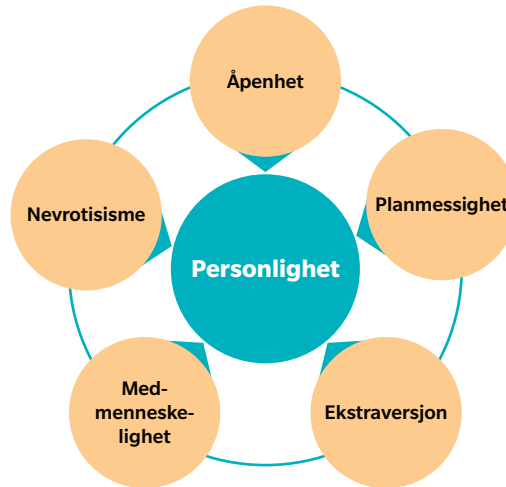 Åpenhet
Planmessighet
Ekstraversjon
Med-
menneske-
lighet
Nevrotisisme
Personlighet